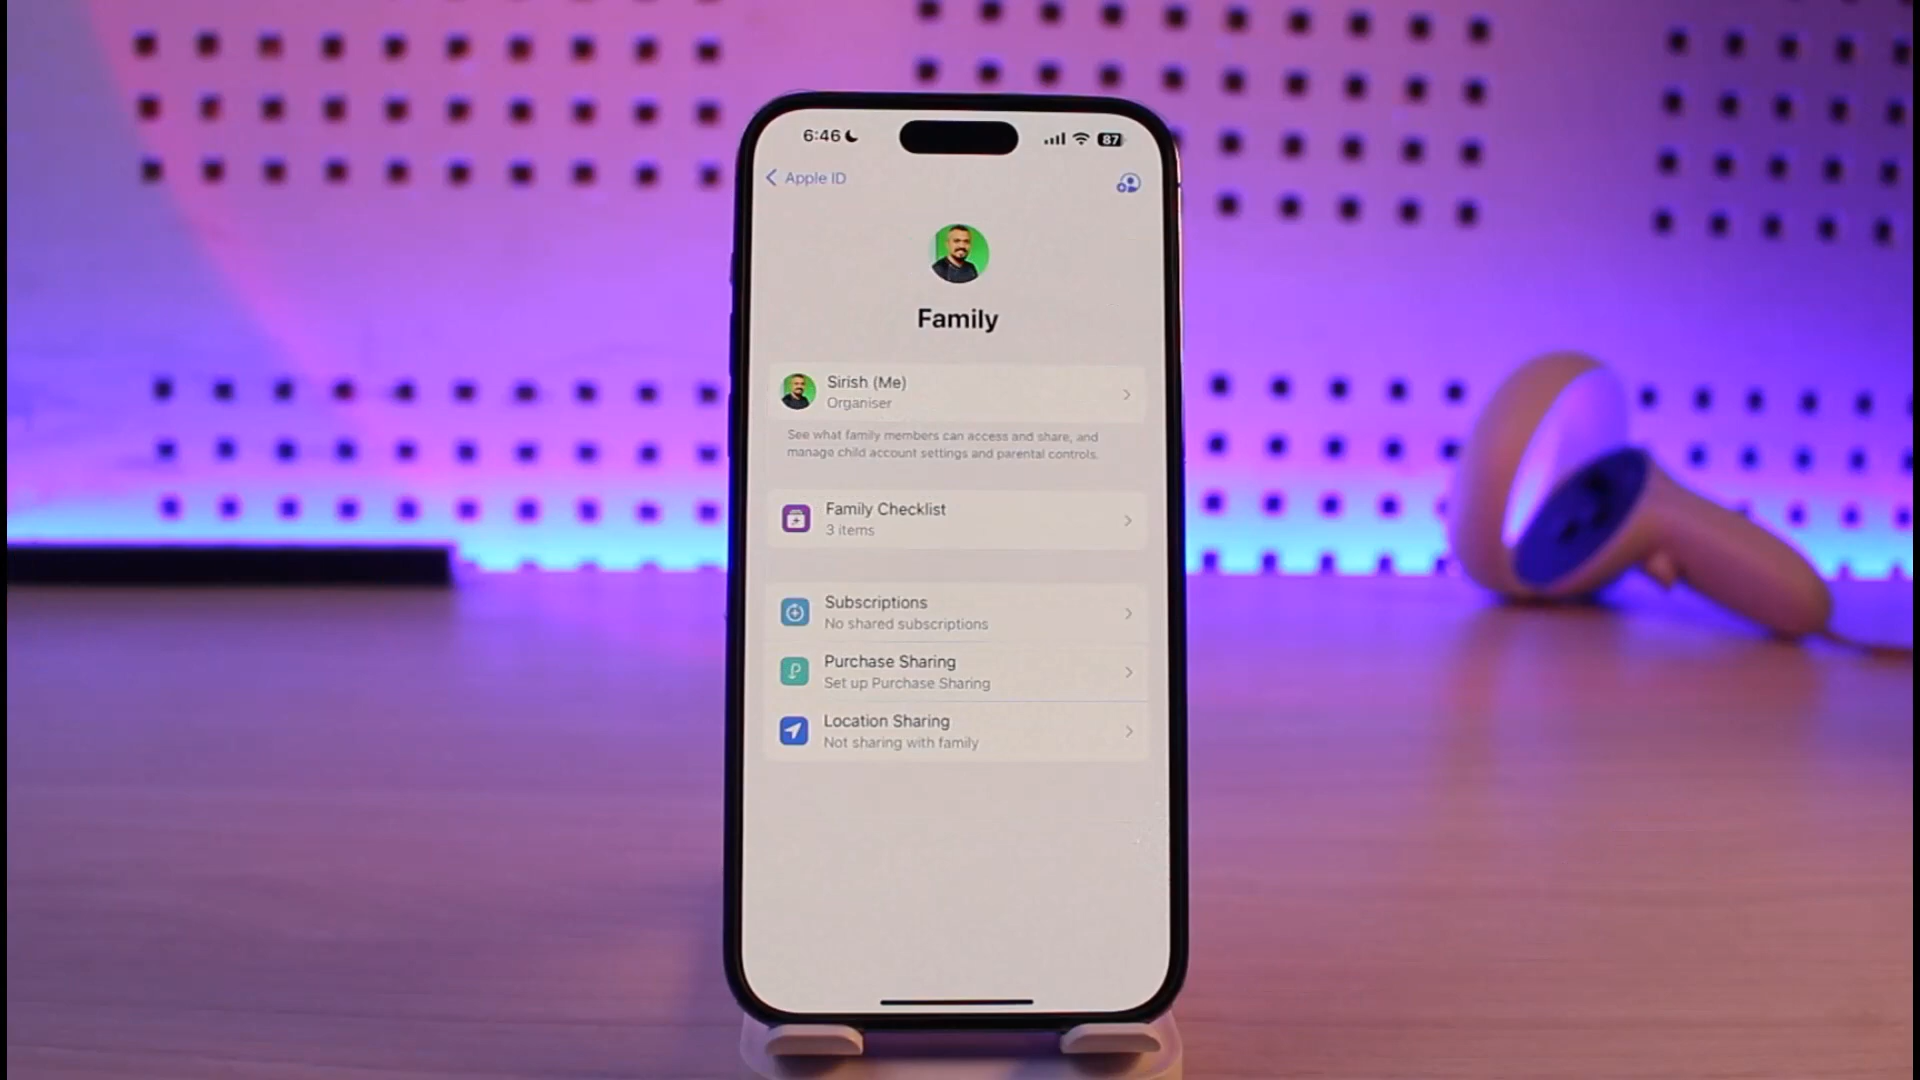 6:46
87
Apple ID
Family
Sirish (Me)
Organiser
See what family members can access and share, and
manage child account settings and parental controls.
Family Checklist
3 items
Subscriptions
No shared subscriptions
Purchase Sharing
Set up Purchase Sharing
Location Sharing
Not sharing with family